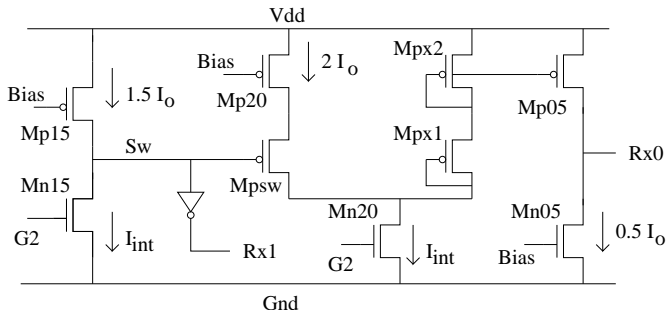 Vdd
Bias
2 I_o
Mpx2
Bias
1.5 I_o
Mp20
Mp05
Mp15
Mpx1
Sw
Rx0
Mn15
Mpsw
Mn20
Mn05
G2
I_int
Rx1
G2
I_int
Bias
0.5 I_o
Gnd